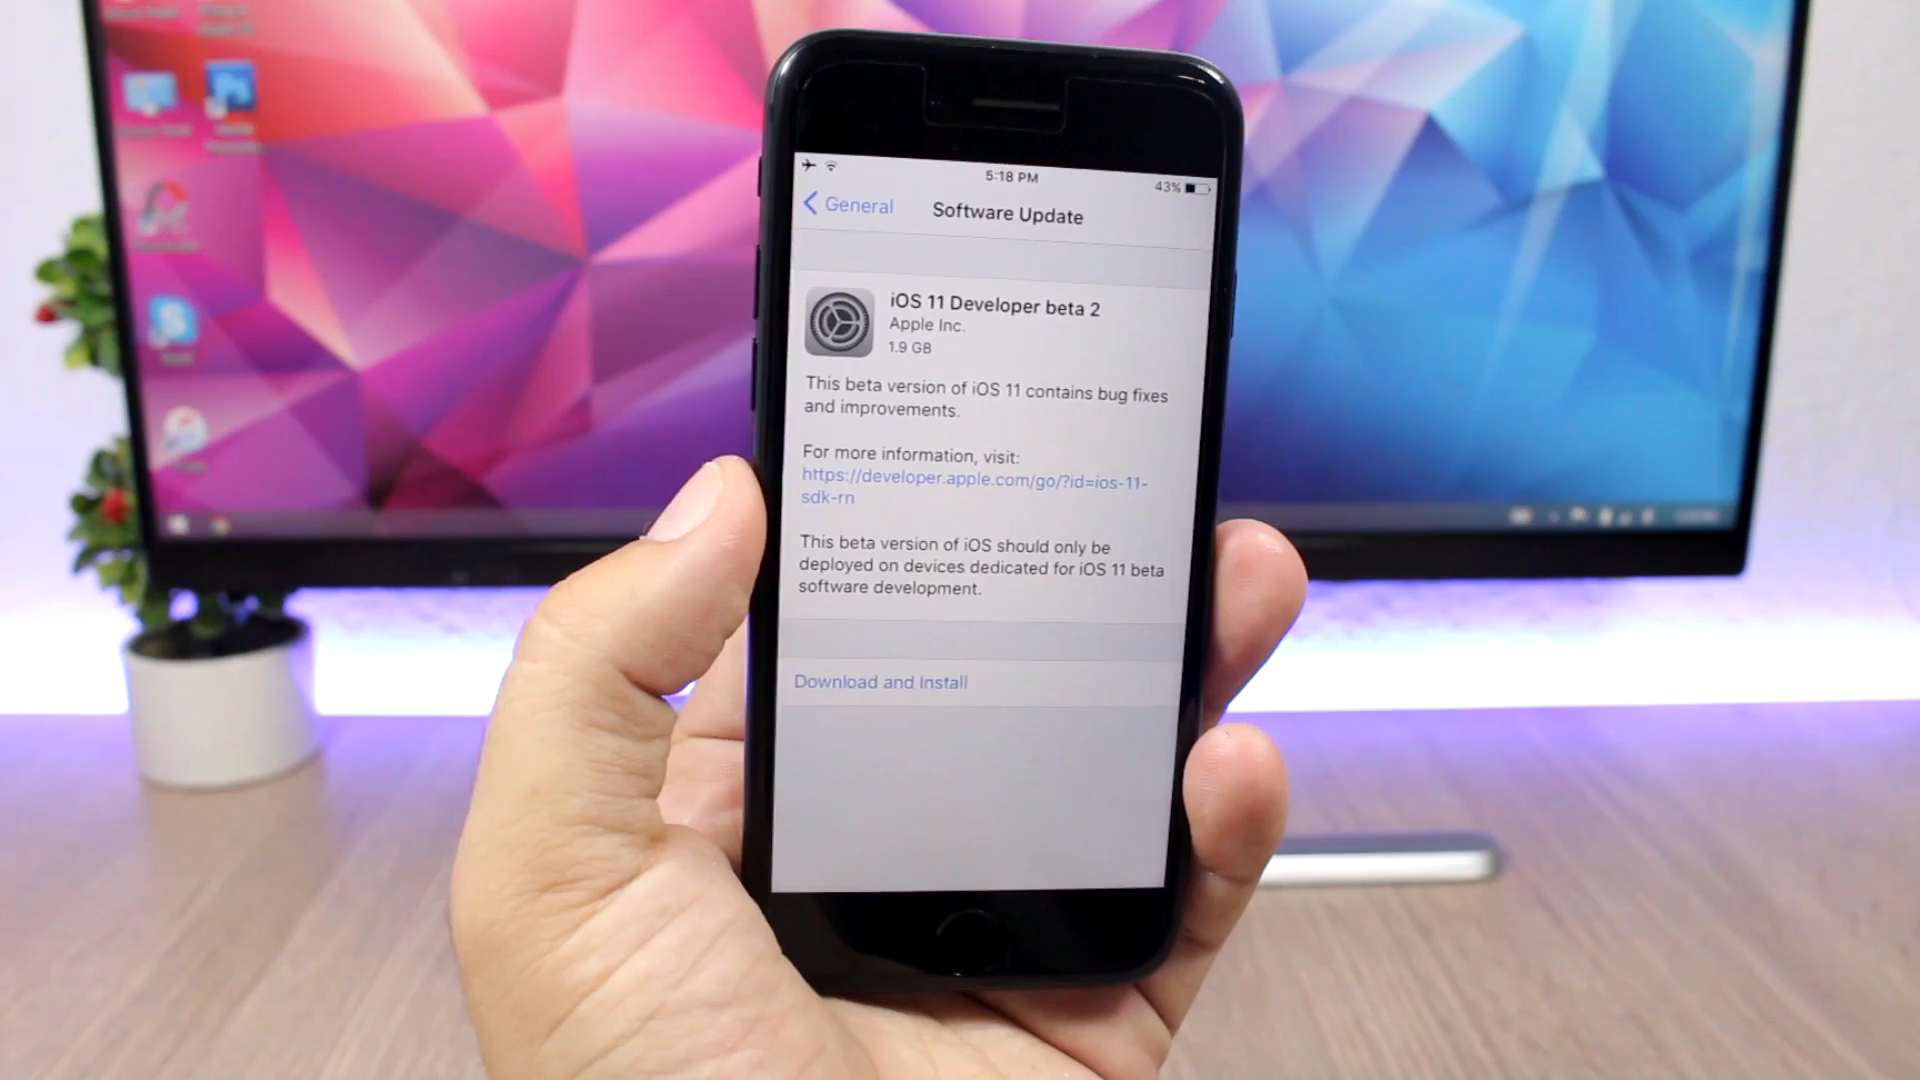 5:18 PM
43%
General
Software Update
iOS 11 Developer beta 2
Apple Inc.
1.9 GB
This beta version of iOS 11 contains bug fixes
and improvements.
For more information, visit:
https://developer.apple.com/go/?id=ios-11-
sdk-rn
This beta version of iOS should only be
deployed on devices dedicated for iOS 11 beta
software development.
Download and Install